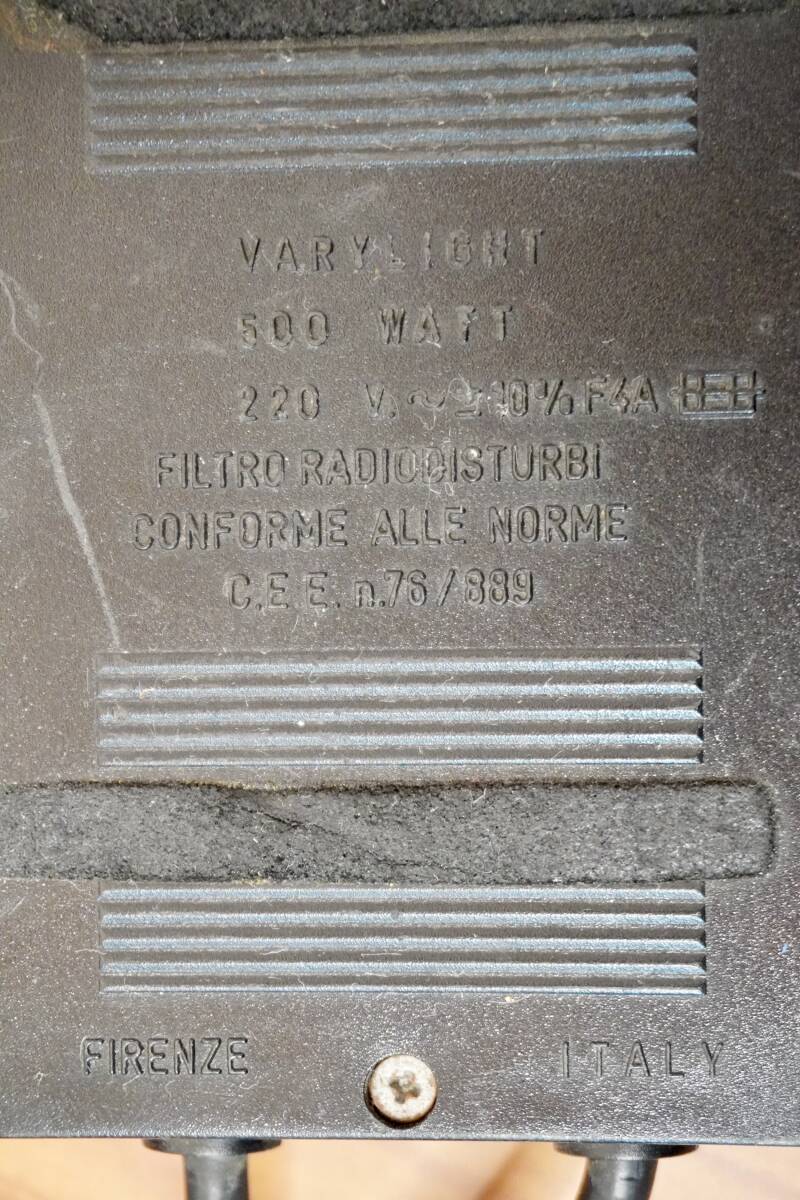 VARYLIGHT
500 WATT
220 V. ~ ± 10% F4A
FILTRO RADIODISTURBI
CONFORME ALLE NORME
C.E.E. n.76/889
FIRENZE
ITALY